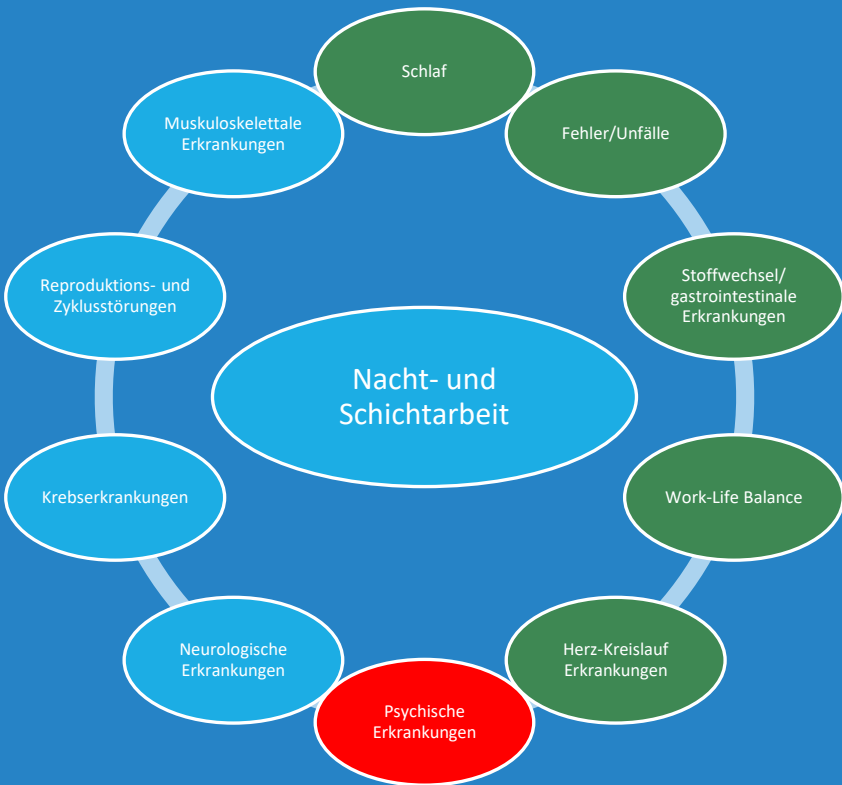 Schlaf
Fehler/Unfälle
Stoffwechsel/
gastrointestinale
Erkrankungen
Work-Life Balance
Herz-Kreislauf
Erkrankungen
Psychische
Erkrankungen
Neurologische
Erkrankungen
Krebserkrankungen
Reproduktions- und
Zyklusstörungen
Muskuloskelettale
Erkrankungen
Nacht- und
Schichtarbeit